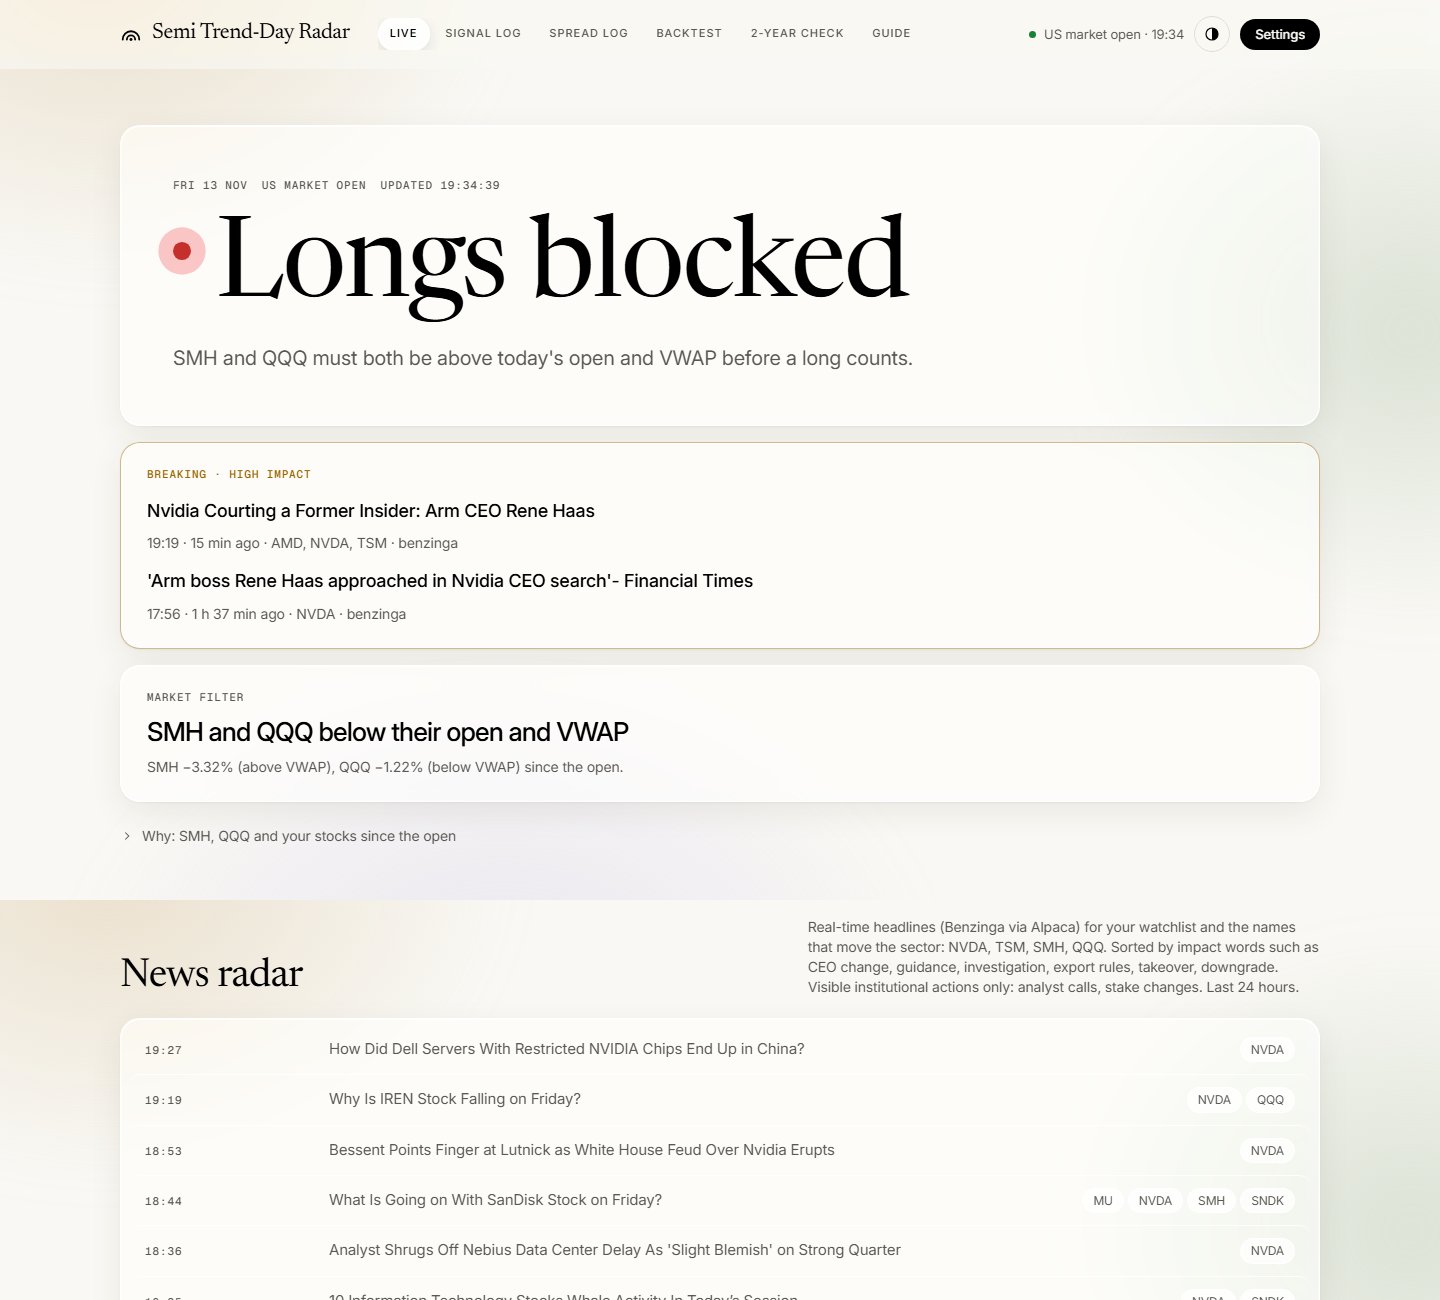 Semi Trend-Day Radar
LIVE
SIGNAL LOG
SPREAD LOG
BACKTEST
2-YEAR CHECK
GUIDE
US market open · 19:34
Settings
FRI 13 NOV US MARKET OPEN UPDATED 19:34:39
Longs blocked
SMH and QQQ must both be above today's open and VWAP before a long counts.
BREAKING · HIGH IMPACT
Nvidia Courting a Former Insider: Arm CEO Rene Haas
19:19 · 15 min ago · AMD, NVDA, TSM · benzinga
'Arm boss Rene Haas approached in Nvidia CEO search'- Financial Times
17:56 · 1 h 37 min ago · NVDA · benzinga
MARKET FILTER
SMH and QQQ below their open and VWAP
SMH −3.32% (above VWAP), QQQ −1.22% (below VWAP) since the open.
Why: SMH, QQQ and your stocks since the open
News radar
Real-time headlines (Benzinga via Alpaca) for your watchlist and the names
that move the sector: NVDA, TSM, SMH, QQQ. Sorted by impact words such as
CEO change, guidance, investigation, export rules, takeover, downgrade.
Visible institutional actions only: analyst calls, stake changes. Last 24 hours.
19:27 How Did Dell Servers With Restricted NVIDIA Chips End Up in China? NVDA
19:19 Why Is IREN Stock Falling on Friday? NVDA QQQ
18:53 Bessent Points Finger at Lutnick as White House Feud Over Nvidia Erupts NVDA
18:44 What Is Going on With SanDisk Stock on Friday? MU NVDA SMH SNDK
18:36 Analyst Shrugs Off Nebius Data Center Delay As 'Slight Blemish' on Strong Quarter NVDA
10 Information Technology Stocks Whale Activity In Today's Session NVDA SNDK